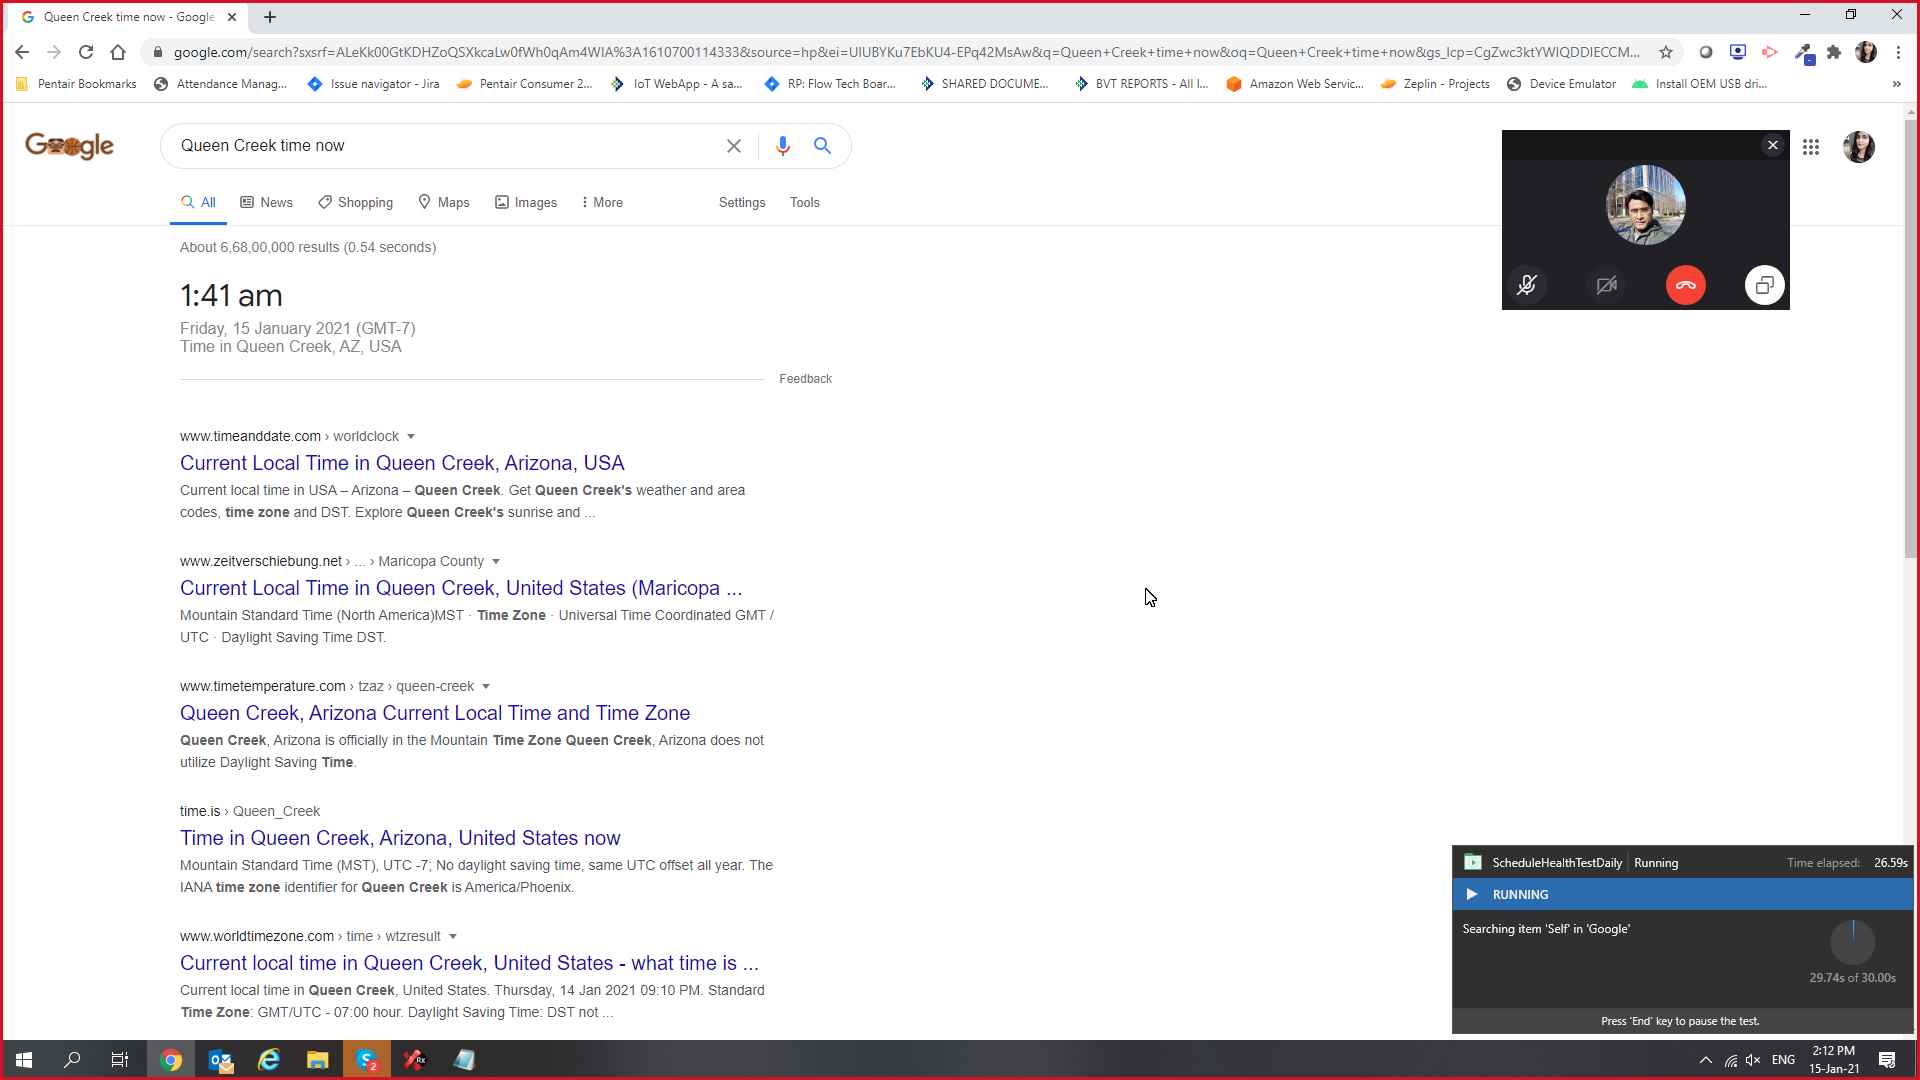 Queen Creek time now - Google
google.com/search?sxsrf=ALeKk00GtKDHZoQSXkcaLw0fWh0qAm4WIA%3A1610700114333&source=hp&ei=UlUBYKu7EbKU4-EPq42MsAw&q=Queen+Creek+time+now&oq=Queen+Creek+time+now&gs_lcp=CgZwc3ktYWIQDDIECCM...
Pentair Bookmarks
Attendance Manag...
Issue navigator - Jira
Pentair Consumer 2...
IoT WebApp - A sa...
RP: Flow Tech Boar...
SHARED DOCUME...
BVT REPORTS - All I...
Amazon Web Servic...
Zeplin - Projects
Device Emulator
Install OEM USB dri...
»
Google
Queen Creek time now
All
News
Shopping
Maps
Images
More
Settings
Tools
About 6,68,00,000 results (0.54 seconds)
1:41 am
Friday, 15 January 2021 (GMT-7)
Time in Queen Creek, AZ, USA
Feedback
www.timeanddate.com › worldclock
Current Local Time in Queen Creek, Arizona, USA
Current local time in USA – Arizona – Queen Creek. Get Queen Creek's weather and area
codes, time zone and DST. Explore Queen Creek's sunrise and ...
www.zeitverschiebung.net › ... › Maricopa County
Current Local Time in Queen Creek, United States (Maricopa ...
Mountain Standard Time (North America)MST · Time Zone · Universal Time Coordinated GMT /
UTC · Daylight Saving Time DST.
www.timetemperature.com › tzaz › queen-creek
Queen Creek, Arizona Current Local Time and Time Zone
Queen Creek, Arizona is officially in the Mountain Time Zone Queen Creek, Arizona does not
utilize Daylight Saving Time.
time.is › Queen_Creek
Time in Queen Creek, Arizona, United States now
Mountain Standard Time (MST), UTC -7; No daylight saving time, same UTC offset all year. The
IANA time zone identifier for Queen Creek is America/Phoenix.
www.worldtimezone.com › time › wtzresult
Current local time in Queen Creek, United States - what time is ...
Current local time in Queen Creek, United States. Thursday, 14 Jan 2021 09:10 PM. Standard
Time Zone: GMT/UTC - 07:00 hour. Daylight Saving Time: DST not ...
ScheduleHealthTestDaily
Running
Time elapsed: 26.59s
RUNNING
Searching item 'Self' in 'Google'
29.74s of 30.00s
Press 'End' key to pause the test.
2
Rx
ENG
2:12 PM
15-Jan-21